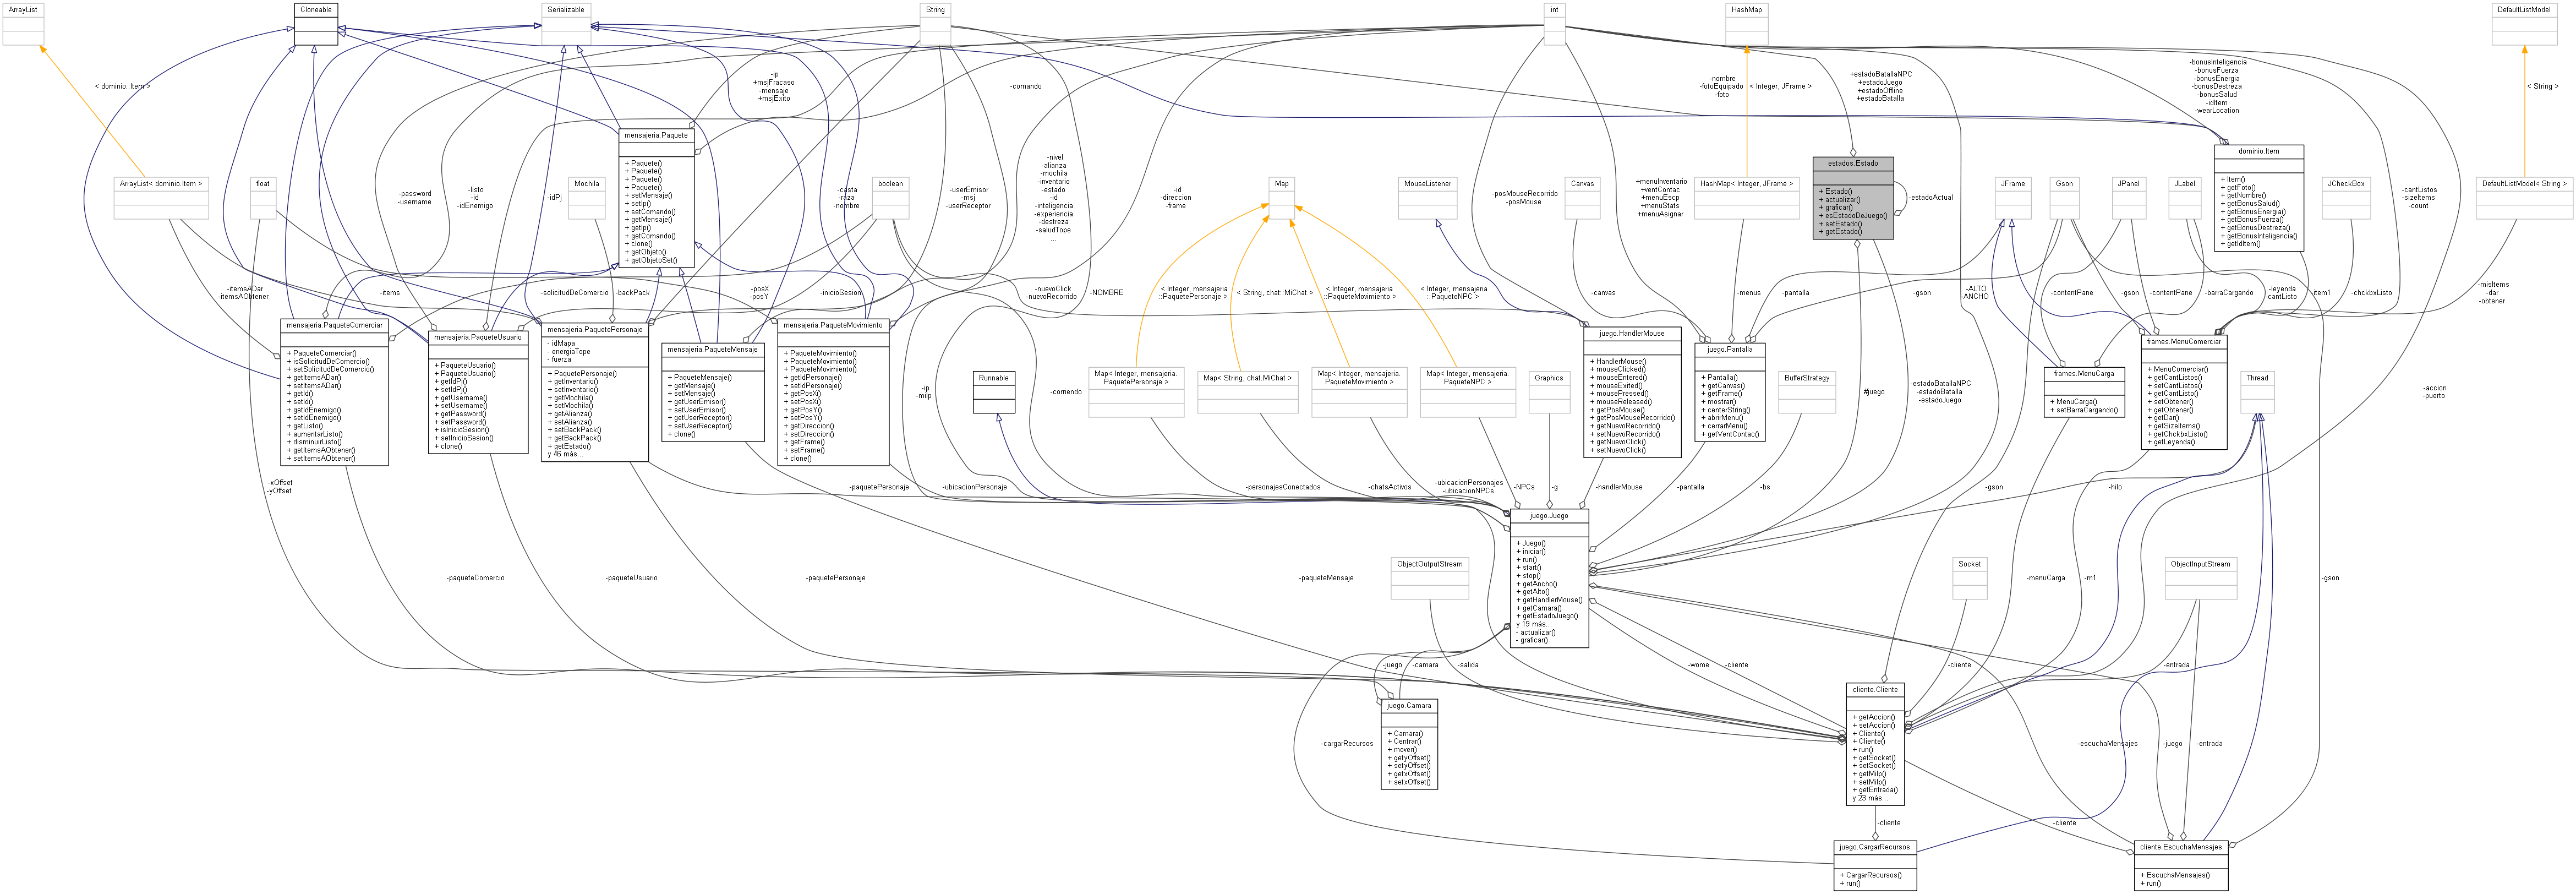 ArrayList
Cloneable
Serializable
String
int
HashMap
DefaultListModel
< dominio::Item >
-ip
+msjFracaso
-mensaje
+msjExito
-comando
+estadoBatallaNPC
+estadoJuego
+estadoOffline
+estadoBatalla
-nombre
-fotoEquipado
-foto
< Integer, JFrame >
-bonusInteligencia
-bonusFuerza
-bonusEnergia
-bonusDestreza
-bonusSalud
-idItem
-wearLocation
< String >
mensajeria.Paquete
+ Paquete()
+ Paquete()
+ Paquete()
+ Paquete()
+ setMensaje()
+ setIp()
+ setComando()
+ getMensaje()
+ getIp()
+ getComando()
+ clone()
+ getObjeto()
+ getObjetoSet()
estados.Estado
+ Estado()
+ actualizar()
+ graficar()
+ esEstadoDeJuego()
+ setEstado()
+ getEstado()
-estadoActual
dominio.Item
+ Item()
+ getFoto()
+ getNombre()
+ getBonusSalud()
+ getBonusEnergia()
+ getBonusFuerza()
+ getBonusDestreza()
+ getBonusInteligencia()
+ getIdItem()
ArrayList< dominio.Item >
float
-password
-username
-listo
-id
-idEnemigo
-idPj
Mochila
-casta
-raza
-nombre
boolean
-userEmisor
-msj
-userReceptor
-nivel
-alianza
-mochila
-inventario
-estado
-id
-inteligencia
-experiencia
-destreza
-saludTope
...
-id
-direccion
-frame
Map
MouseListener
-posMouseRecorrido
-posMouse
Canvas
+menuInventario
+ventContac
+menuEscp
+menuStats
+menuAsignar
HashMap< Integer, JFrame >
JFrame
Gson
JPanel
JLabel
JCheckBox
-cantListos
-sizeItems
-count
DefaultListModel< String >
-itemsADar
-itemsAObtener
-items
-solicitudDeComercio
-backPack
-posX
-posY
-inicioSesion
-nuevoClick
-nuevoRecorrido
-NOMBRE
< Integer, mensajeria
::PaquetePersonaje >
< String, chat::MiChat >
< Integer, mensajeria
::PaqueteMovimiento >
< Integer, mensajeria
::PaqueteNPC >
-canvas
-menus
-pantalla
-gson
-ALTO
-ANCHO
-contentPane
-gson
-contentPane
-barraCargando
-leyenda
-cantListo
-item1
-chckbxListo
-misItems
-dar
-obtener
mensajeria.PaqueteComerciar
+ PaqueteComerciar()
+ isSolicitudDeComercio()
+ setSolicitudDeComercio()
+ getItemsADar()
+ setItemsADar()
+ getId()
+ setId()
+ getIdEnemigo()
+ setIdEnemigo()
+ getListo()
+ aumentarListo()
+ disminuirListo()
+ getItemsAObtener()
+ setItemsAObtener()
mensajeria.PaqueteUsuario
+ PaqueteUsuario()
+ PaqueteUsuario()
+ getIdPj()
+ setIdPj()
+ getUsername()
+ setUsername()
+ getPassword()
+ setPassword()
+ isInicioSesion()
+ setInicioSesion()
+ clone()
mensajeria.PaquetePersonaje
- idMapa
- energiaTope
- fuerza
+ PaquetePersonaje()
+ getInventario()
+ setInventario()
+ getMochila()
+ setMochila()
+ getAlianza()
+ setAlianza()
+ setBackPack()
+ getBackPack()
+ getEstado()
y 46 más...
mensajeria.PaqueteMensaje
+ PaqueteMensaje()
+ getMensaje()
+ setMensaje()
+ getUserEmisor()
+ setUserEmisor()
+ getUserReceptor()
+ setUserReceptor()
+ clone()
mensajeria.PaqueteMovimiento
+ PaqueteMovimiento()
+ PaqueteMovimiento()
+ PaqueteMovimiento()
+ getIdPersonaje()
+ setIdPersonaje()
+ getPosX()
+ setPosX()
+ getPosY()
+ setPosY()
+ getDireccion()
+ setDireccion()
+ getFrame()
+ setFrame()
+ clone()
-ip
-milp
Runnable
-corriendo
Map< Integer, mensajeria.
PaquetePersonaje >
Map< String, chat.MiChat >
Map< Integer, mensajeria.
PaqueteMovimiento >
Map< Integer, mensajeria.
PaqueteNPC >
Graphics
juego.HandlerMouse
+ HandlerMouse()
+ mouseClicked()
+ mouseEntered()
+ mouseExited()
+ mousePressed()
+ mouseReleased()
+ getPosMouse()
+ getPosMouseRecorrido()
+ getNuevoRecorrido()
+ setNuevoRecorrido()
+ getNuevoClick()
+ setNuevoClick()
juego.Pantalla
+ Pantalla()
+ getCanvas()
+ getFrame()
+ mostrar()
+ centerString()
+ abrirMenu()
+ cerrarMenu()
+ getVentContac()
BufferStrategy
#juego
-estadoBatallaNPC
-estadoBatalla
-estadoJuego
frames.MenuCarga
+ MenuCarga()
+ setBarraCargando()
frames.MenuComerciar
+ MenuComerciar()
+ getCantListos()
+ setCantListos()
+ getCantListo()
+ setObtener()
+ getObtener()
+ getDar()
+ getSizeItems()
+ getChckbxListo()
+ getLeyenda()
Thread
-accion
-puerto
-xOffset
-yOffset
-paquetePersonaje
-ubicacionPersonaje
-personajesConectados
-chatsActivos
-ubicacionPersonajes
-ubicacionNPCs
-NPCs
-g
-handlerMouse
-pantalla
-bs
-gson
-hilo
juego.Juego
+ Juego()
+ iniciar()
+ run()
+ start()
+ stop()
+ getAncho()
+ getAlto()
+ getHandlerMouse()
+ getCamara()
+ getEstadoJuego()
y 19 más...
- actualizar()
- graficar()
-paqueteComercio
-paqueteUsuario
-paquetePersonaje
-paqueteMensaje
ObjectOutputStream
Socket
-menuCarga
-m1
ObjectInputStream
-gson
-juego
-camara
-salida
-wome
-cliente
-cliente
-entrada
juego.Camara
+ Camara()
+ Centrar()
+ mover()
+ getyOffset()
+ setyOffset()
+ getxOffset()
+ setxOffset()
cliente.Cliente
+ getAccion()
+ setAccion()
+ Cliente()
+ Cliente()
+ run()
+ getSocket()
+ setSocket()
+ getMilp()
+ setMilp()
+ getEntrada()
y 23 más...
-cargarRecursos
-escuchaMensajes
-juego
-entrada
-cliente
-cliente
juego.CargarRecursos
+ CargarRecursos()
+ run()
cliente.EscuchaMensajes
+ EscuchaMensajes()
+ run()